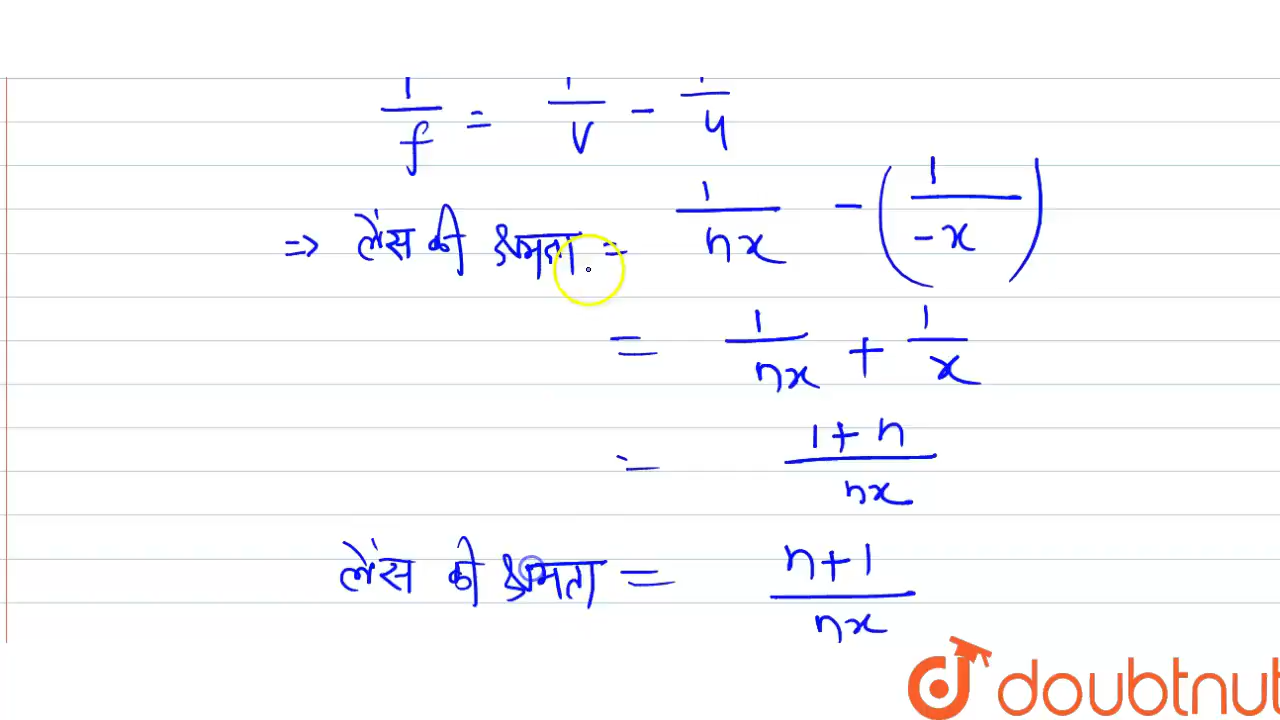 1/f = 1/v - 1/u
=> लेंस की क्षमता = 1/nx - (1/-x)
= 1/nx + 1/x
= 1+n/nx
लेंस की क्षमता = n+1/nx
doubtnut